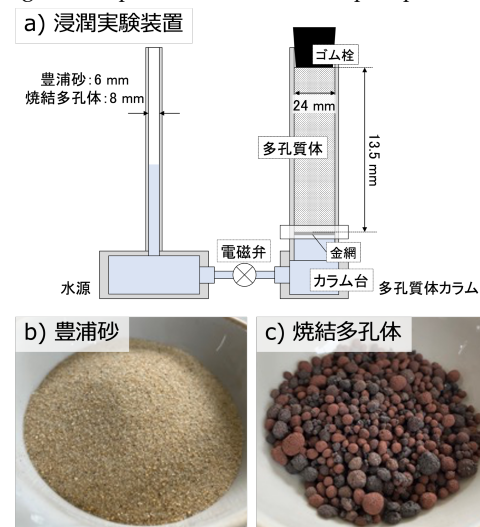 a) 浸潤実験装置
豊浦砂：6 mm
焼結多孔体：8 mm
ゴム栓
24 mm
多孔質体
13.5 mm
電磁弁
金網
水源
カラム台
多孔質体カラム
b) 豊浦砂
c) 焼結多孔体